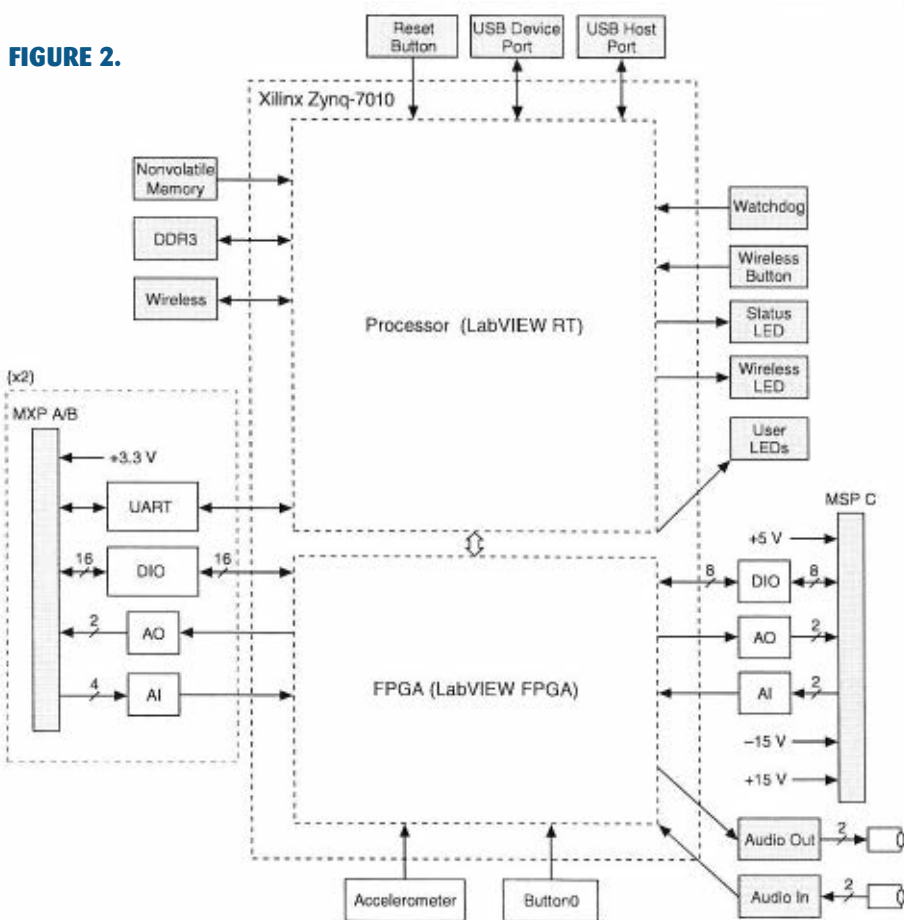 FIGURE 2.
Reset
Button
USB Device
Port
USB Host
Port
Xilinx Zynq-7010
Nonvolatile
Memory
DDR3
Wireless
Processor (LabVIEW RT)
Watchdog
Wireless
Button
Status
LED
Wireless
LED
User
LEDs
(x2)
MXP A/B
+3.3 V
UART
16
DIO
16
2
AO
4
AI
FPGA (LabVIEW FPGA)
MSP C
+5 V
8
DIO
8
AO
2
AI
2
–15 V
+15 V
Audio Out
2
Audio In
2
Accelerometer
Button0